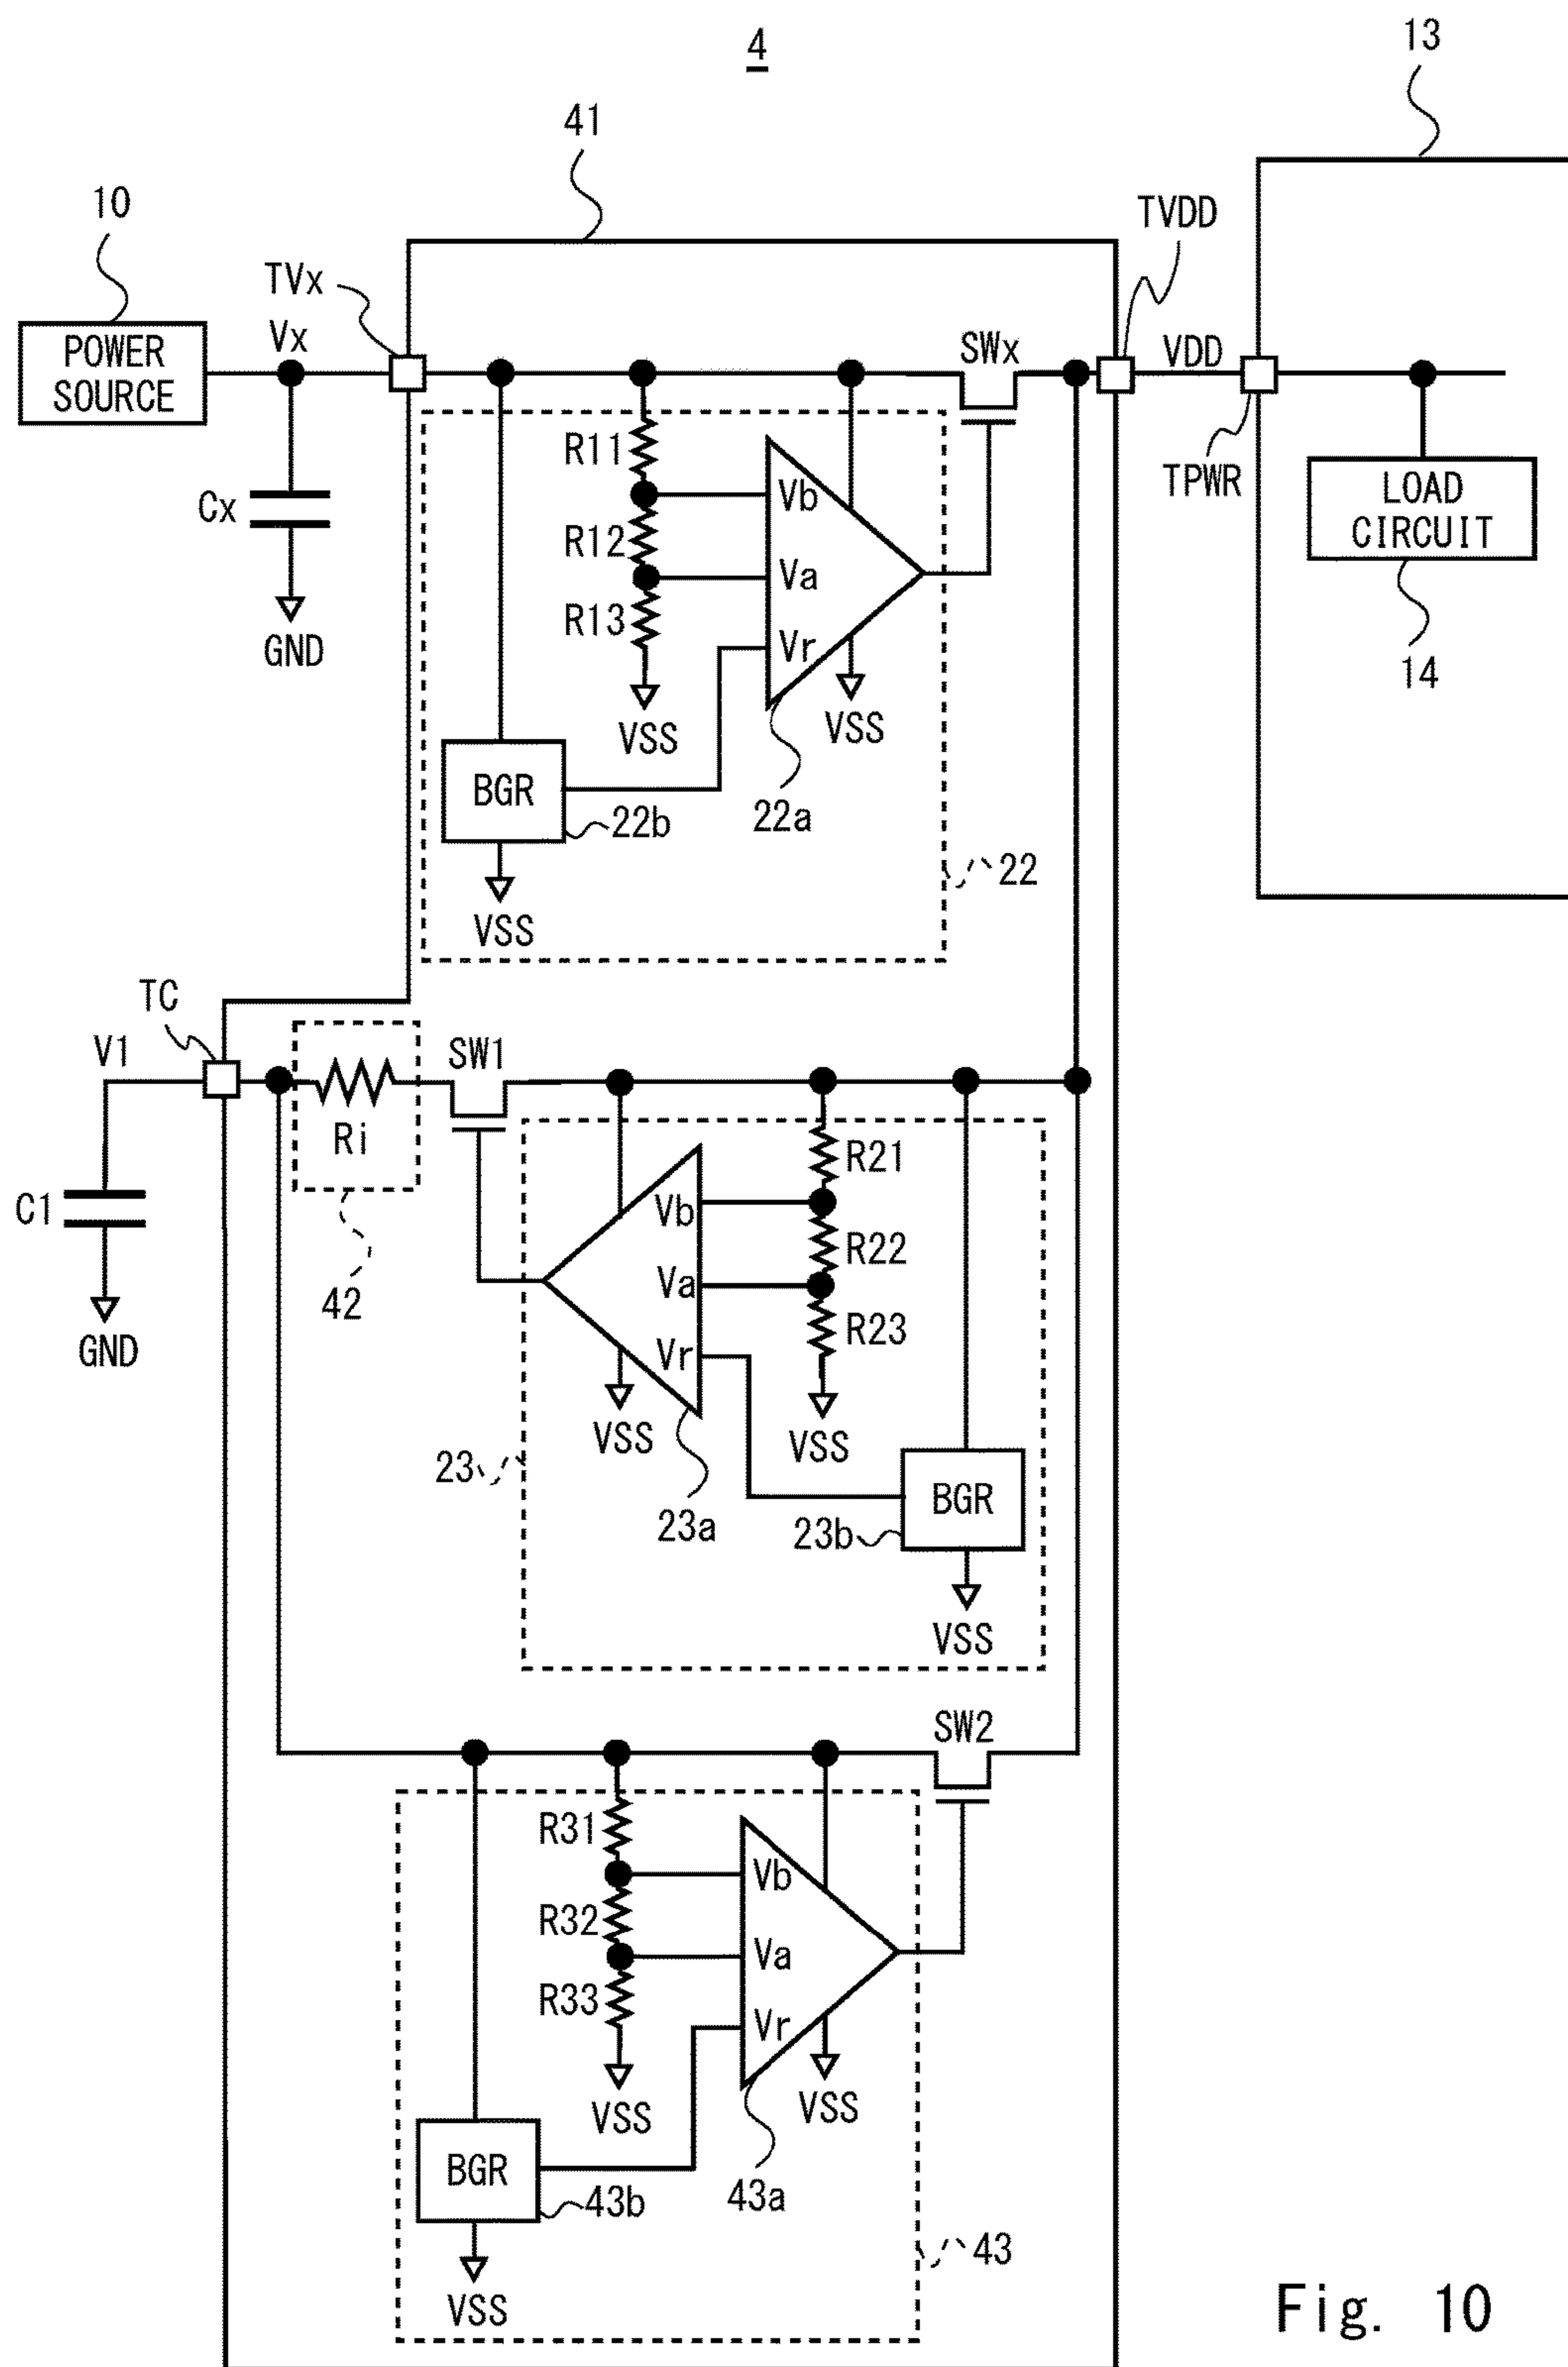 4
13
41
10
TVDD
TVx
POWER
SOURCE
Vx
SWx
VDD
TPWR
LOAD
CIRCUIT
14
Cx
GND
R11
R12
R13
VSS
Vb
Va
Vr
VSS
22a
BGR
22b
VSS
22
TC
V1
C1
GND
Ri
42
SW1
R21
R22
R23
VSS
Vb
Va
Vr
VSS
23
23a
BGR
23b
VSS
SW2
R31
R32
R33
VSS
Vb
Va
Vr
VSS
43a
BGR
43b
VSS
43
Fig. 10